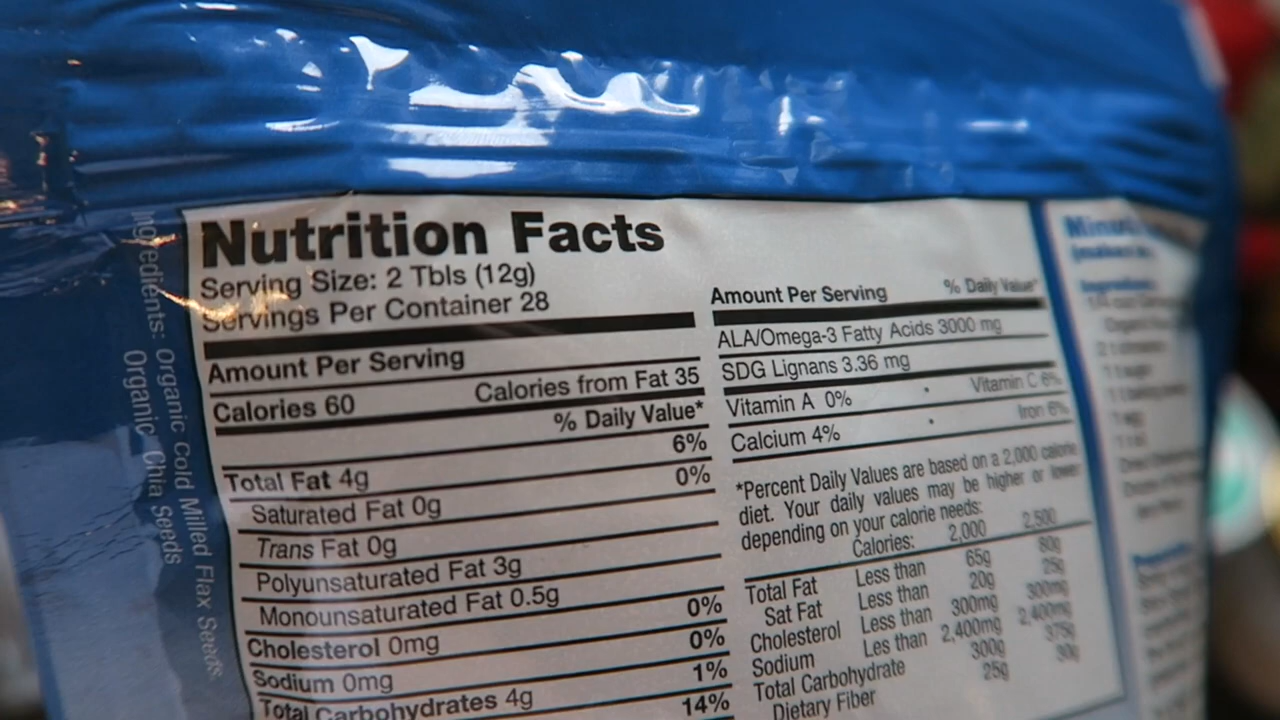 Nutrition Facts
Serving Size: 2 Tbls (12g)
Servings Per Container 28
Amount Per Serving
Calories 60 Calories from Fat 35
% Daily Value*
Total Fat 4g 6%
Saturated Fat 0g 0%
Trans Fat 0g
Polyunsaturated Fat 3g
Monounsaturated Fat 0.5g
Cholesterol 0mg 0%
Sodium 0mg 0%
Total Carbohydrates 4g 1%
14%
Amount Per Serving % Daily Value*
ALA/Omega-3 Fatty Acids 3000 mg
SDG Lignans 3.36 mg
Vitamin A 0% • Vitamin C 6%
Calcium 4% • Iron 6%
*Percent Daily Values are based on a 2,000 calorie
diet. Your daily values may be higher or lower
depending on your calorie needs:
Calories: 2,000 2,500
Total Fat Less than 65g 80g
Sat Fat Less than 20g 25g
Cholesterol Less than 300mg 300mg
Sodium Les than 2,400mg 2,400mg
Total Carbohydrate 300g 375g
Dietary Fiber 25g 30g
Ingredients: Organic Cold Milled Flax Seeds
Organic Chia Seeds